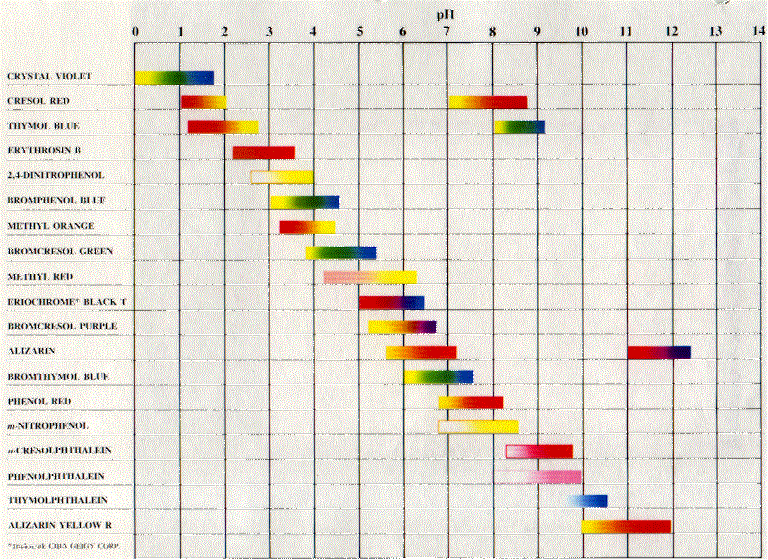 pH
0 1 2 3 4 5 6 7 8 9 10 11 12 13 14
CRYSTAL VIOLET
CRESOL RED
THYMOL BLUE
ERYTHROSIN B
2,4-DINITROPHENOL
BROMPHENOL BLUE
METHYL ORANGE
BROMCRESOL GREEN
METHYL RED
ERIOCHROME* BLACK T
BROMCRESOL PURPLE
ALIZARIN
BROMTHYMOL BLUE
PHENOL RED
m-NITROPHENOL
o-CRESOLPHTHALEIN
PHENOLPHTHALEIN
THYMOLPHTHALEIN
ALIZARIN YELLOW R
*Trademark CIBA GEIGY CORP.